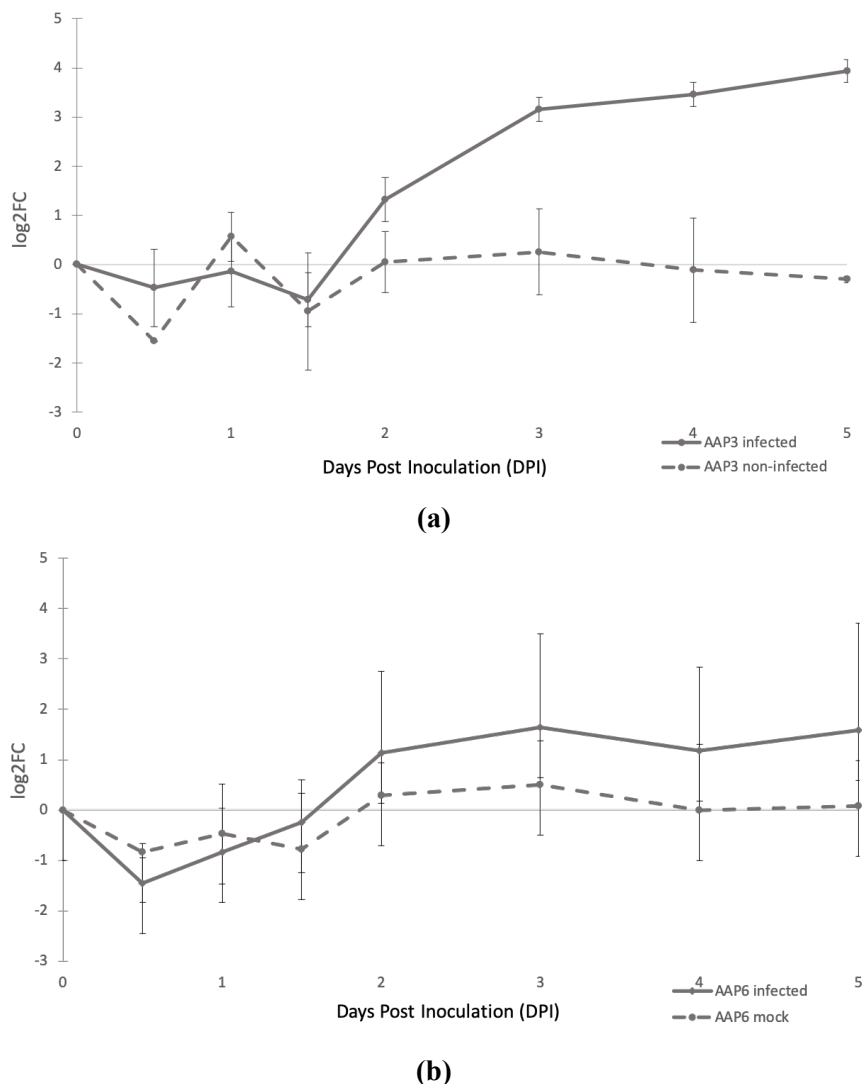 5
4
3
2
1
0
-1
-2
-3
log2FC
0 1 2 3 4 5
Days Post Inoculation (DPI)
AAP3 infected
AAP3 non-infected
(a)
5
4
3
2
1
0
-1
-2
-3
log2FC
0 1 2 3 4 5
Days Post Inoculation (DPI)
AAP6 infected
AAP6 mock
(b)